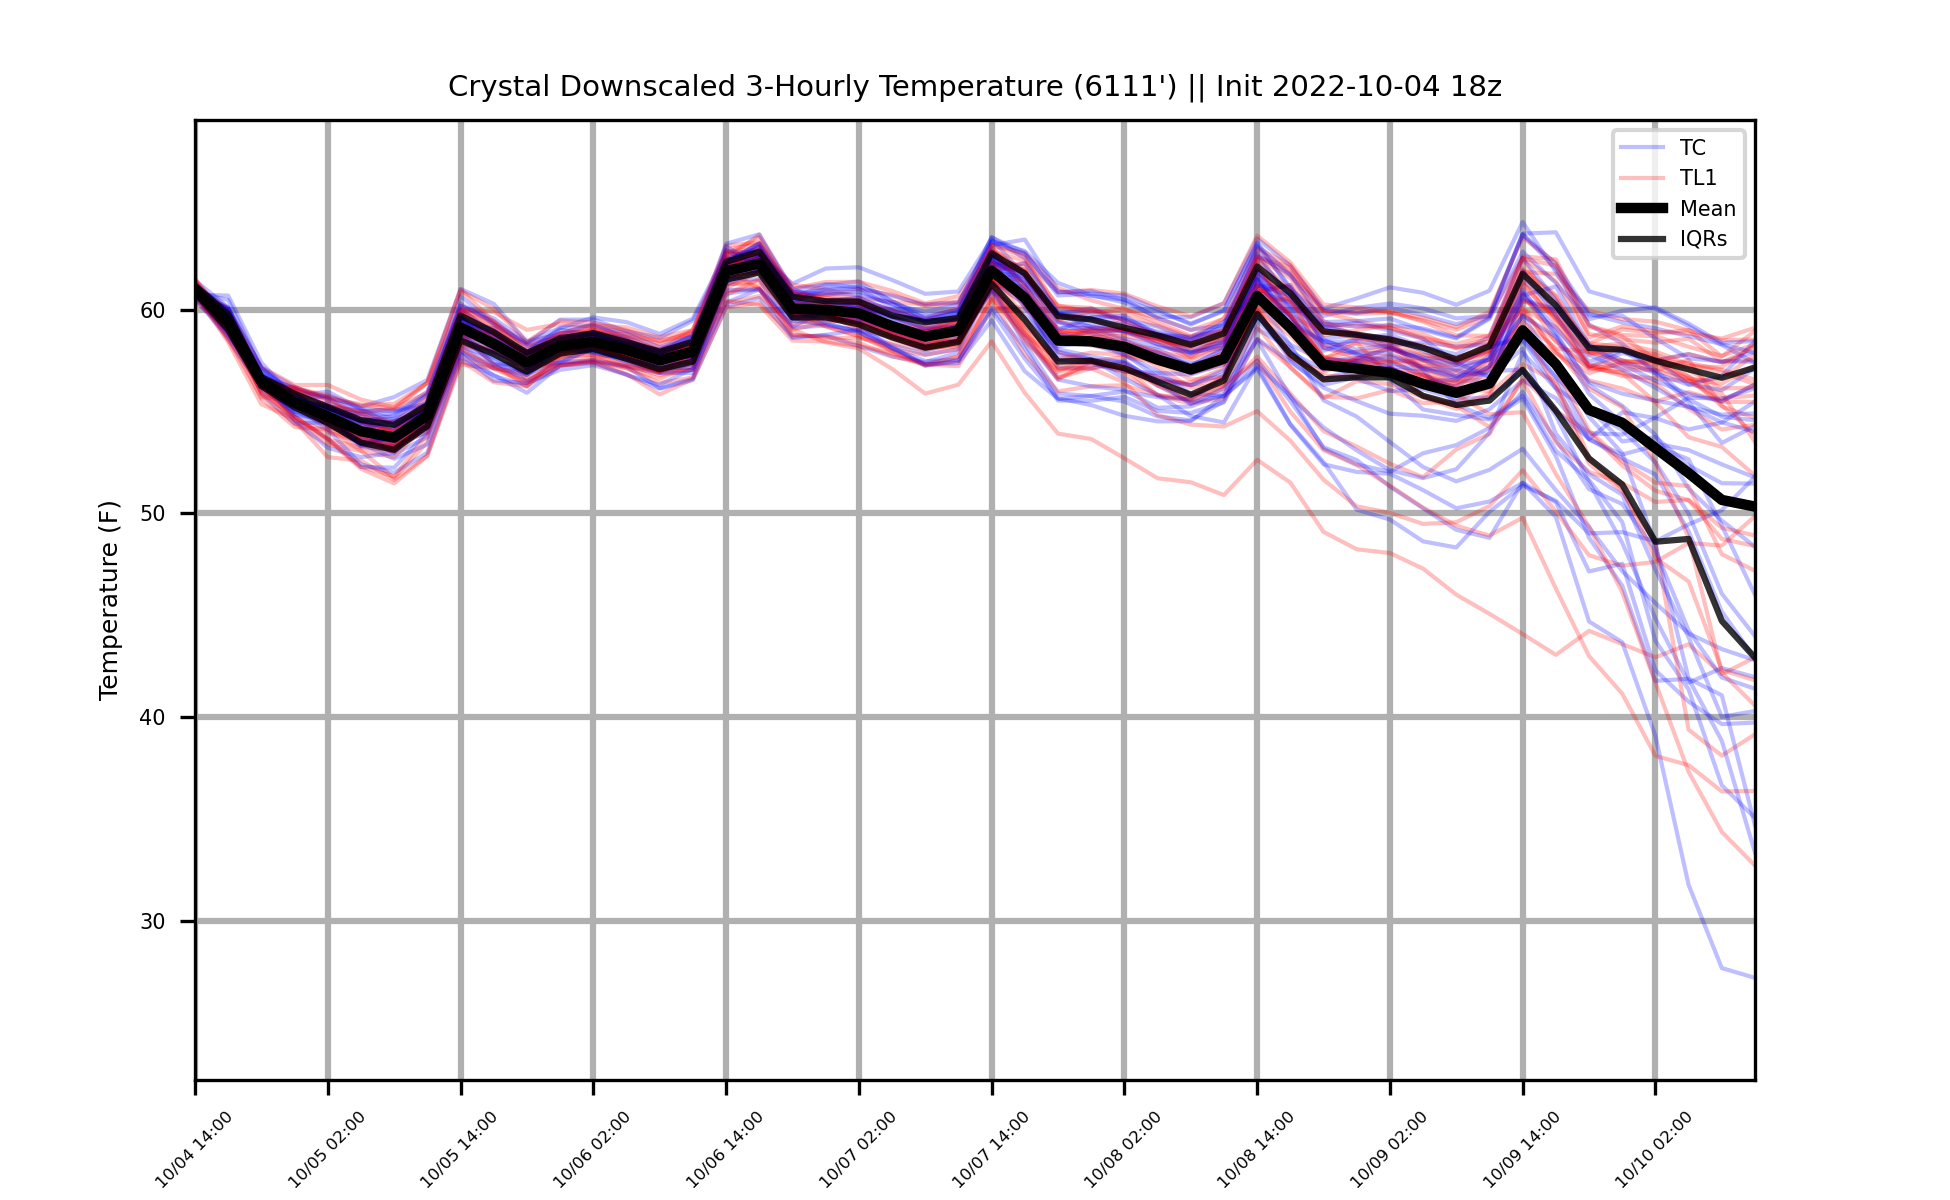 Crystal Downscaled 3-Hourly Temperature (6111') || Init 2022-10-04 18z
TC
TL1
Mean
IQRs
Temperature (F)
60
50
40
30
10/04 14:00
10/05 02:00
10/05 14:00
10/06 02:00
10/06 14:00
10/07 02:00
10/07 14:00
10/08 02:00
10/08 14:00
10/09 02:00
10/09 14:00
10/10 02:00